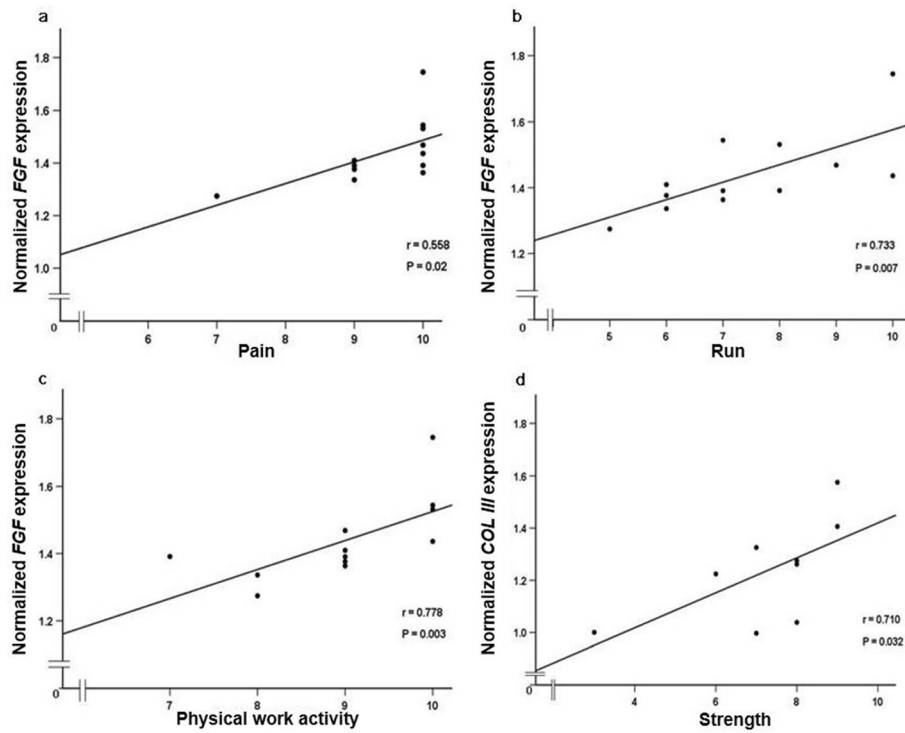 a
Normalized FGF expression
1.8
1.6
1.4
1.2
1.0
0
6
7
8
9
10
r = 0.558
P = 0.02
Pain
b
Normalized FGF expression
1.8
1.6
1.4
1.2
0
5
6
7
8
9
10
r = 0.733
P = 0.007
Run
c
Normalized FGF expression
1.8
1.6
1.4
1.2
0
7
8
9
10
r = 0.778
P = 0.003
Physical work activity
d
Normalized COL III expression
1.8
1.6
1.4
1.2
1.0
0
4
6
8
10
r = 0.710
P = 0.032
Strength